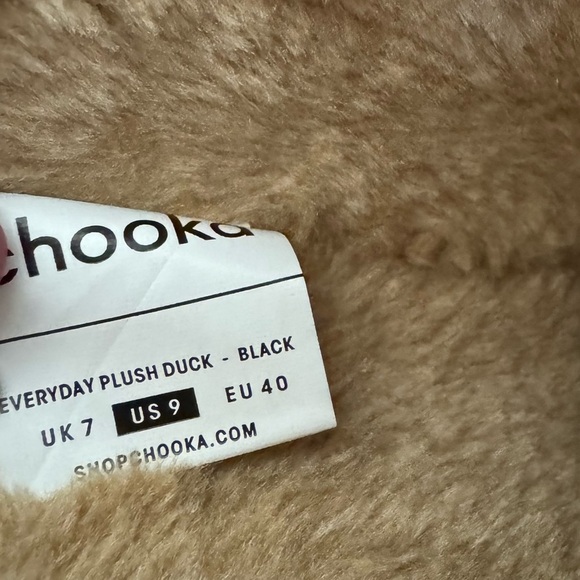 chooka
EVERYDAY PLUSH DUCK - BLACK
UK 7 US 9 EU 40
SHOPCHOOKA.COM